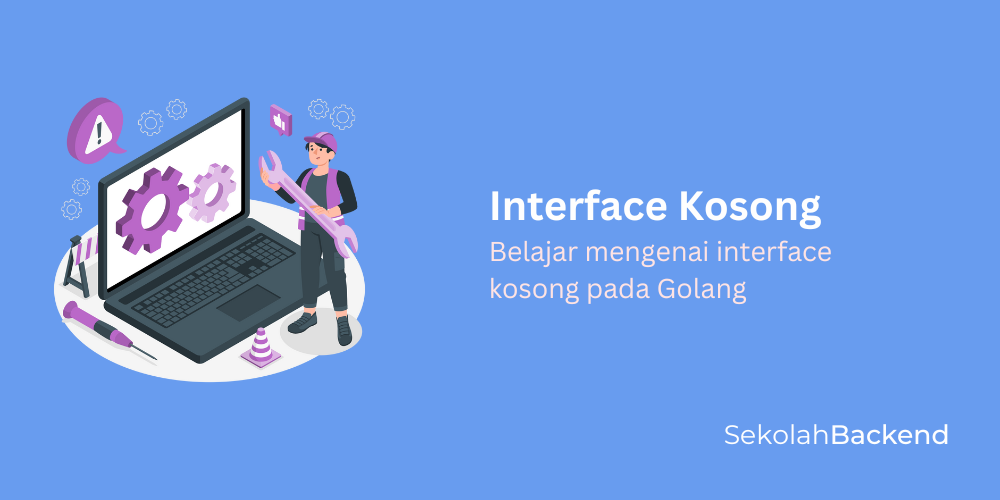 Interface Kosong
Belajar mengenai interface
kosong pada Golang
SekolahBackend